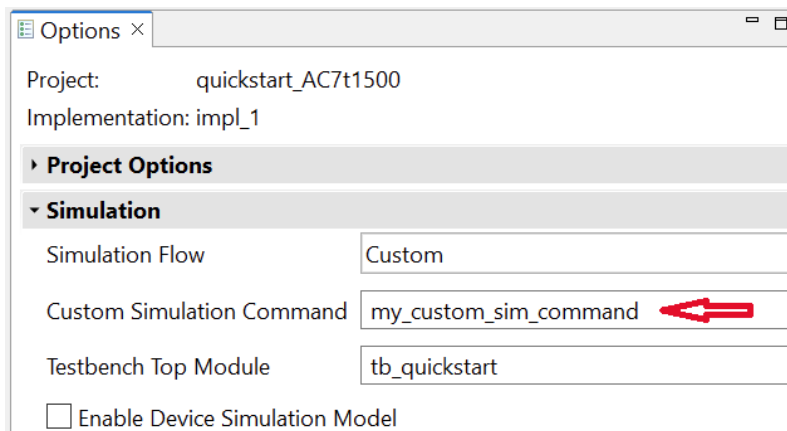 Options
Project: quickstart_AC7t1500
Implementation: impl_1
Project Options
Simulation
Simulation Flow Custom
Custom Simulation Command my_custom_sim_command
Testbench Top Module tb_quickstart
Enable Device Simulation Model